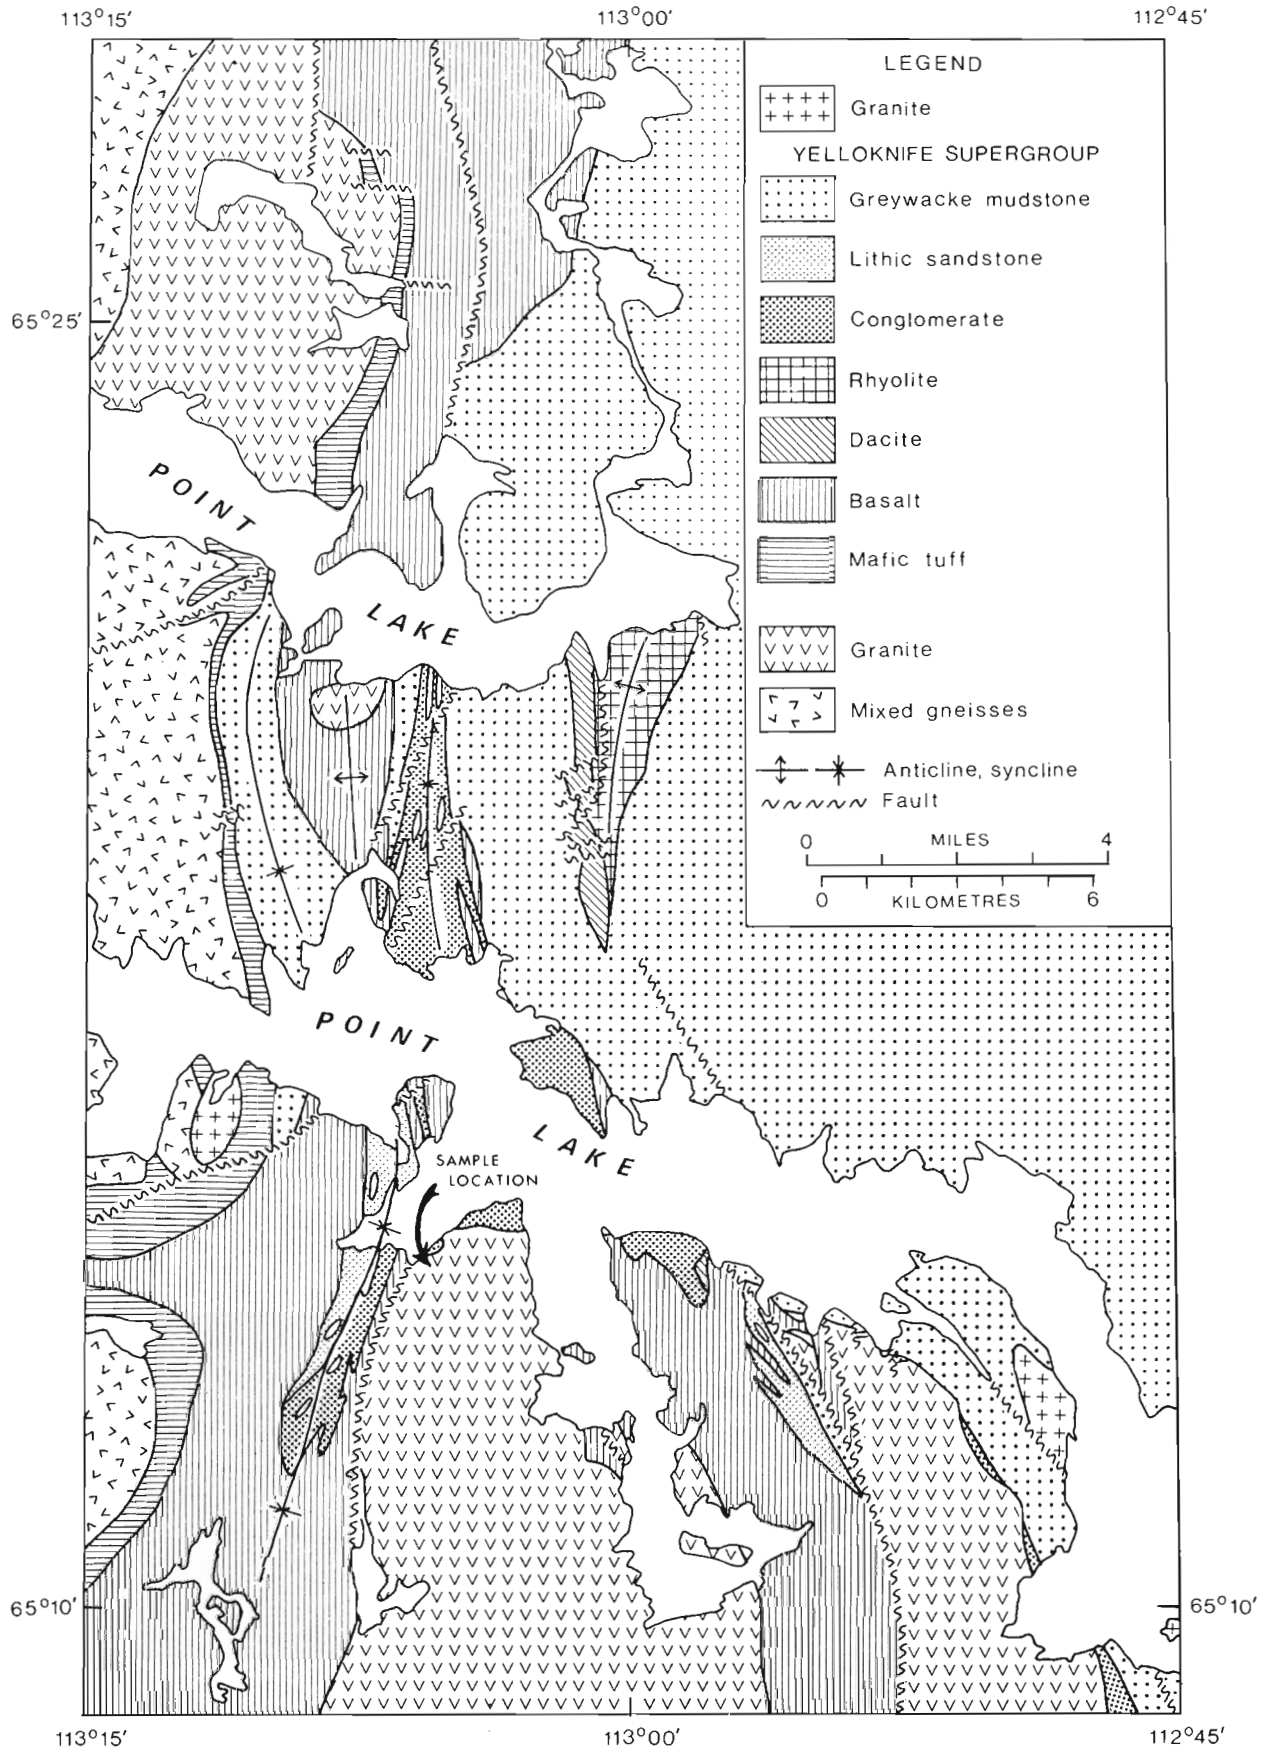 113°15′ 113°00′ 112°45′
LEGEND
Granite
YELLOKNIFE SUPERGROUP
Greywacke mudstone
Lithic sandstone
Conglomerate
Rhyolite
Dacite
Basalt
Mafic tuff
Granite
Mixed gneisses
Anticline, syncline
Fault
0 MILES 4
0 KILOMETRES 6
65°25′
POINT
LAKE
POINT
LAKE
SAMPLE
LOCATION
65°10′ 65°10′
113°15′ 113°00′ 112°45′